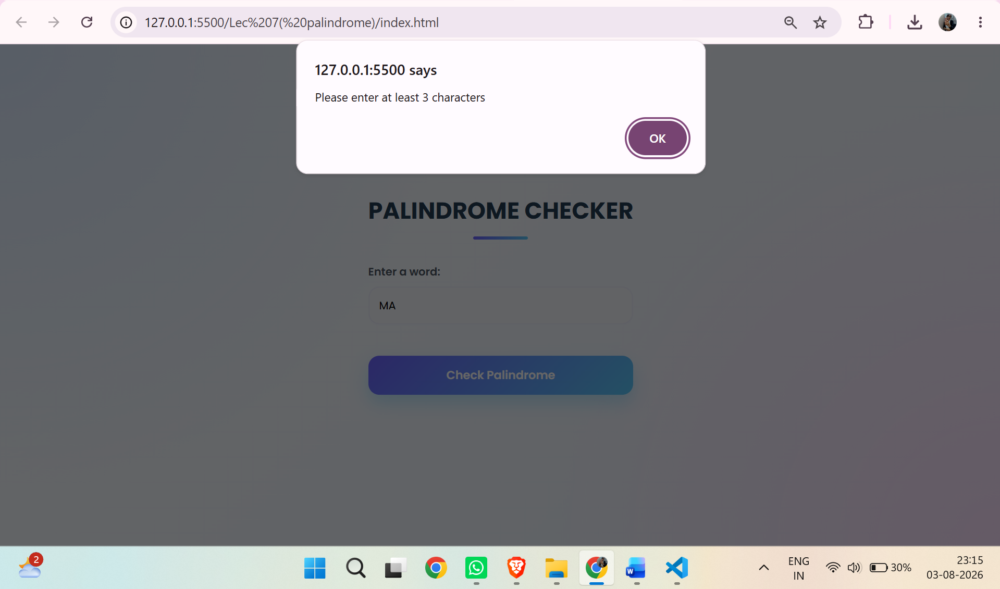 127.0.0.1:5500/Lec%207(%20palindrome)/index.html
127.0.0.1:5500 says
Please enter at least 3 characters
OK
PALINDROME CHECKER
Enter a word:
MA
Check Palindrome
2
W
ENG
IN
30%
23:15
03-08-2026